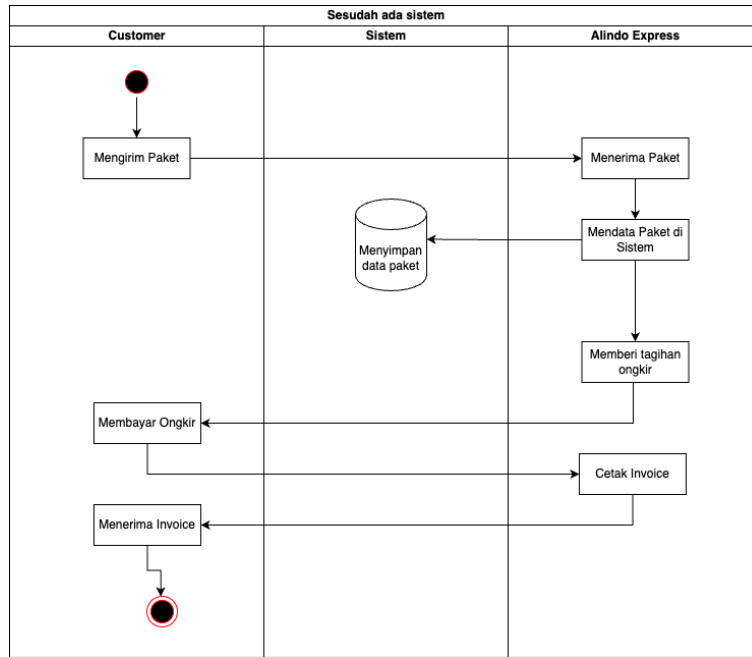 Sesudah ada sistem
Customer
Sistem
Alindo Express
Mengirim Paket
Menerima Paket
Mendata Paket di
Sistem
Menyimpan
data paket
Memberi tagihan
ongkir
Membayar Ongkir
Cetak Invoice
Menerima Invoice